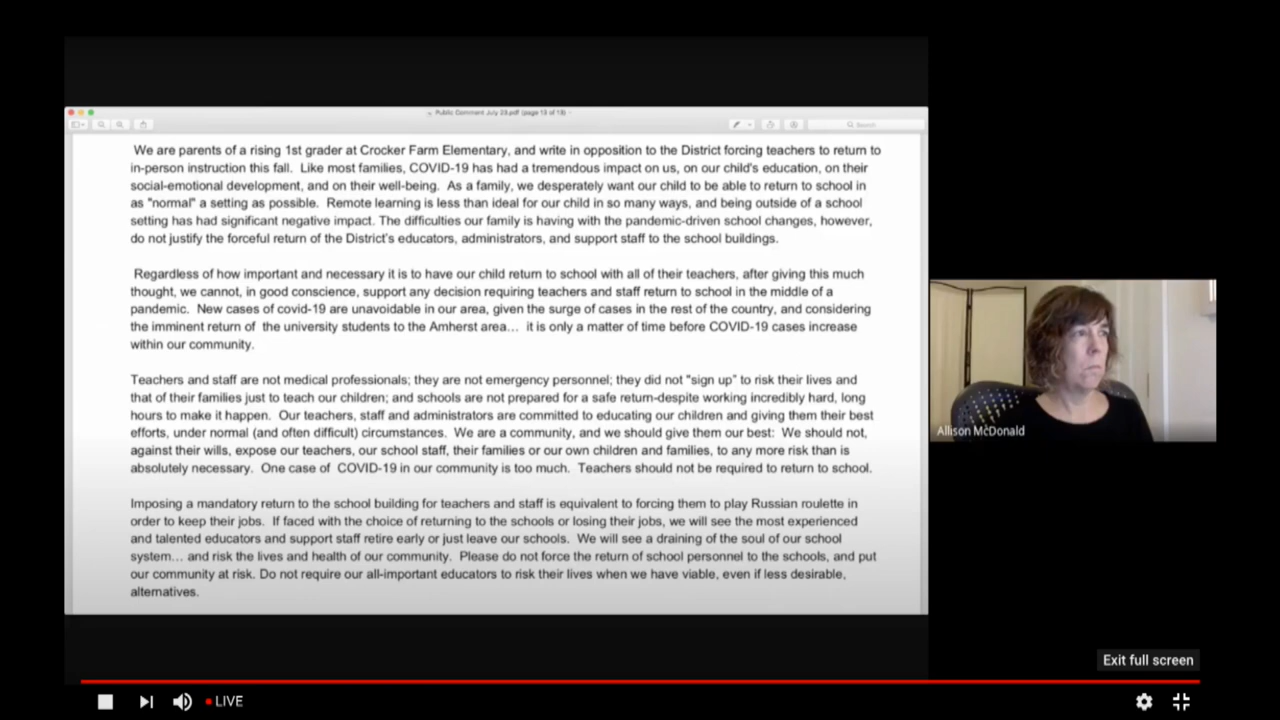 Public Comment July 23.pdf (page 13 of 13)
Search
We are parents of a rising 1st grader at Crocker Farm Elementary, and write in opposition to the District forcing teachers to return to
in-person instruction this fall.  Like most families, COVID-19 has had a tremendous impact on us, on our child's education, on their
social-emotional development, and on their well-being.  As a family, we desperately want our child to be able to return to school in
as "normal" a setting as possible.  Remote learning is less than ideal for our child in so many ways, and being outside of a school
setting has had significant negative impact. The difficulties our family is having with the pandemic-driven school changes, however,
do not justify the forceful return of the District's educators, administrators, and support staff to the school buildings.
Regardless of how important and necessary it is to have our child return to school with all of their teachers, after giving this much
thought, we cannot, in good conscience, support any decision requiring teachers and staff return to school in the middle of a
pandemic.  New cases of covid-19 are unavoidable in our area, given the surge of cases in the rest of the country, and considering
the imminent return of  the university students to the Amherst area... it is only a matter of time before COVID-19 cases increase
within our community.
Teachers and staff are not medical professionals; they are not emergency personnel; they did not "sign up" to risk their lives and
that of their families just to teach our children; and schools are not prepared for a safe return-despite working incredibly hard, long
hours to make it happen.  Our teachers, staff and administrators are committed to educating our children and giving them their best
efforts, under normal (and often difficult) circumstances.  We are a community, and we should give them our best:  We should not,
against their wills, expose our teachers, our school staff, their families or our own children and families, to any more risk than is
absolutely necessary.  One case of  COVID-19 in our community is too much.  Teachers should not be required to return to school.
Imposing a mandatory return to the school building for teachers and staff is equivalent to forcing them to play Russian roulette in
order to keep their jobs.  If faced with the choice of returning to the schools or losing their jobs, we will see the most experienced
and talented educators and support staff retire early or just leave our schools.  We will see a draining of the soul of our school
system... and risk the lives and health of our community.  Please do not force the return of school personnel to the schools, and put
our community at risk. Do not require our all-important educators to risk their lives when we have viable, even if less desirable,
alternatives.
Allison McDonald
Exit full screen
LIVE